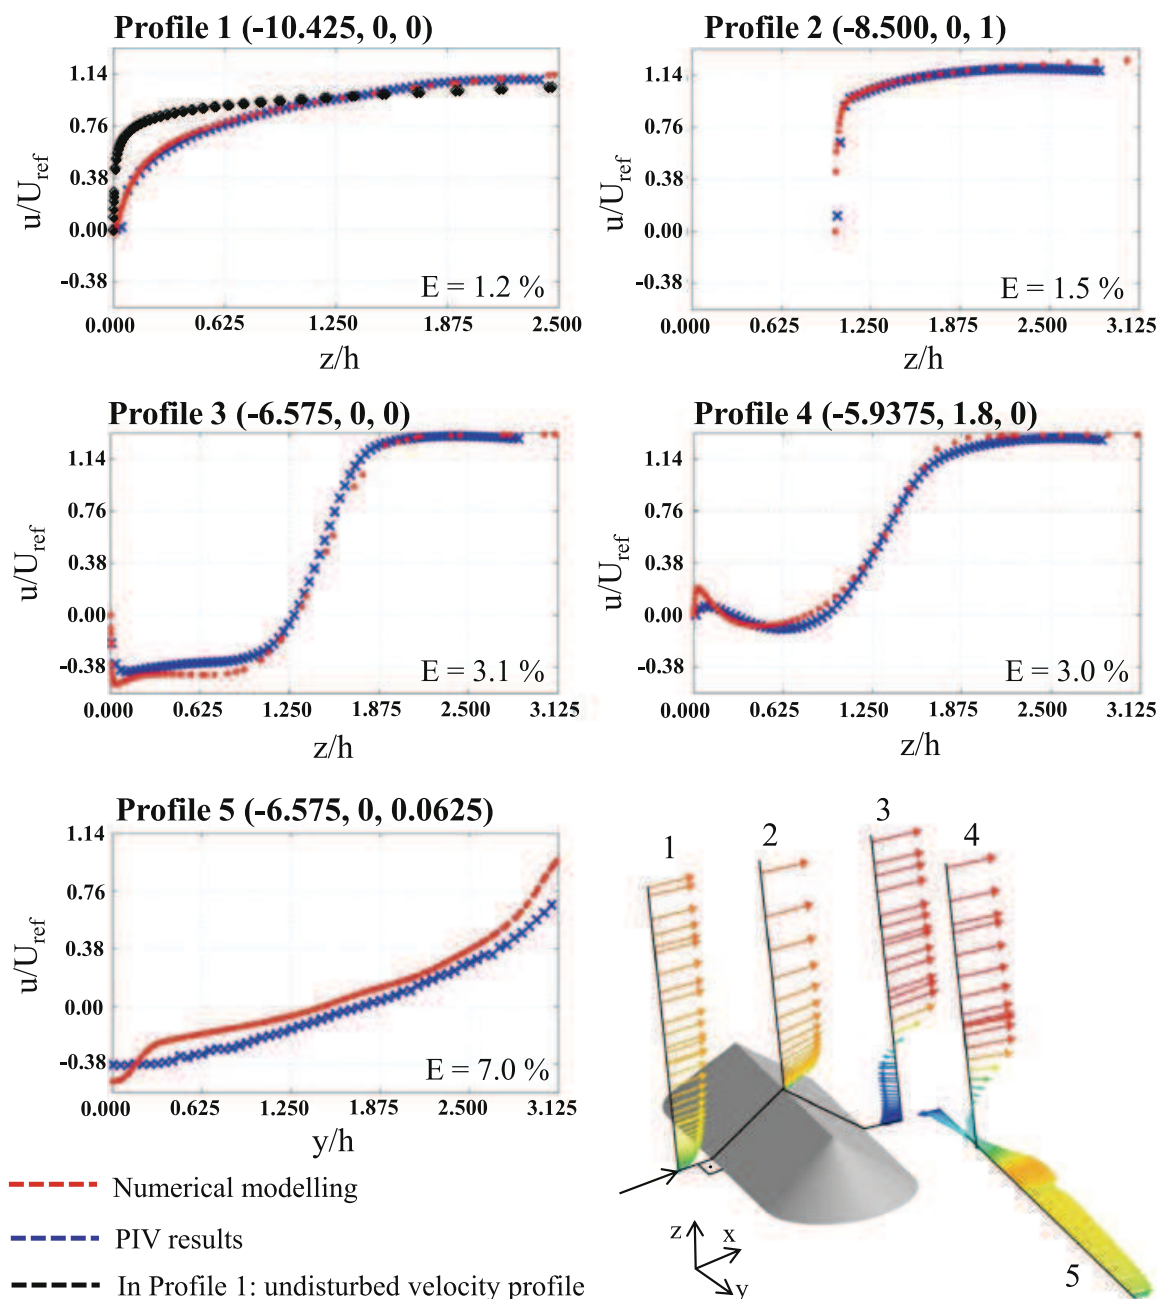 Profile 1 (-10.425, 0, 0)
1.14
0.76
0.38
0.00
-0.38
u/U_ref
E = 1.2 %
0.000 0.625 1.250 1.875 2.500
z/h
Profile 2 (-8.500, 0, 1)
1.14
0.76
0.38
0.00
-0.38
u/U_ref
E = 1.5 %
0.000 0.625 1.250 1.875 2.500 3.125
z/h
Profile 3 (-6.575, 0, 0)
1.14
0.76
0.38
0.00
-0.38
u/U_ref
E = 3.1 %
0.000 0.625 1.250 1.875 2.500 3.125
z/h
Profile 4 (-5.9375, 1.8, 0)
1.14
0.76
0.38
0.00
-0.38
u/U_ref
E = 3.0 %
0.000 0.625 1.250 1.875 2.500 3.125
z/h
Profile 5 (-6.575, 0, 0.0625)
1.14
0.76
0.38
0.00
-0.38
u/U_ref
E = 7.0 %
0.000 0.625 1.250 1.875 2.500 3.125
y/h
1
2
3
4
5
z
x
y
Numerical modelling
PIV results
In Profile 1: undisturbed velocity profile